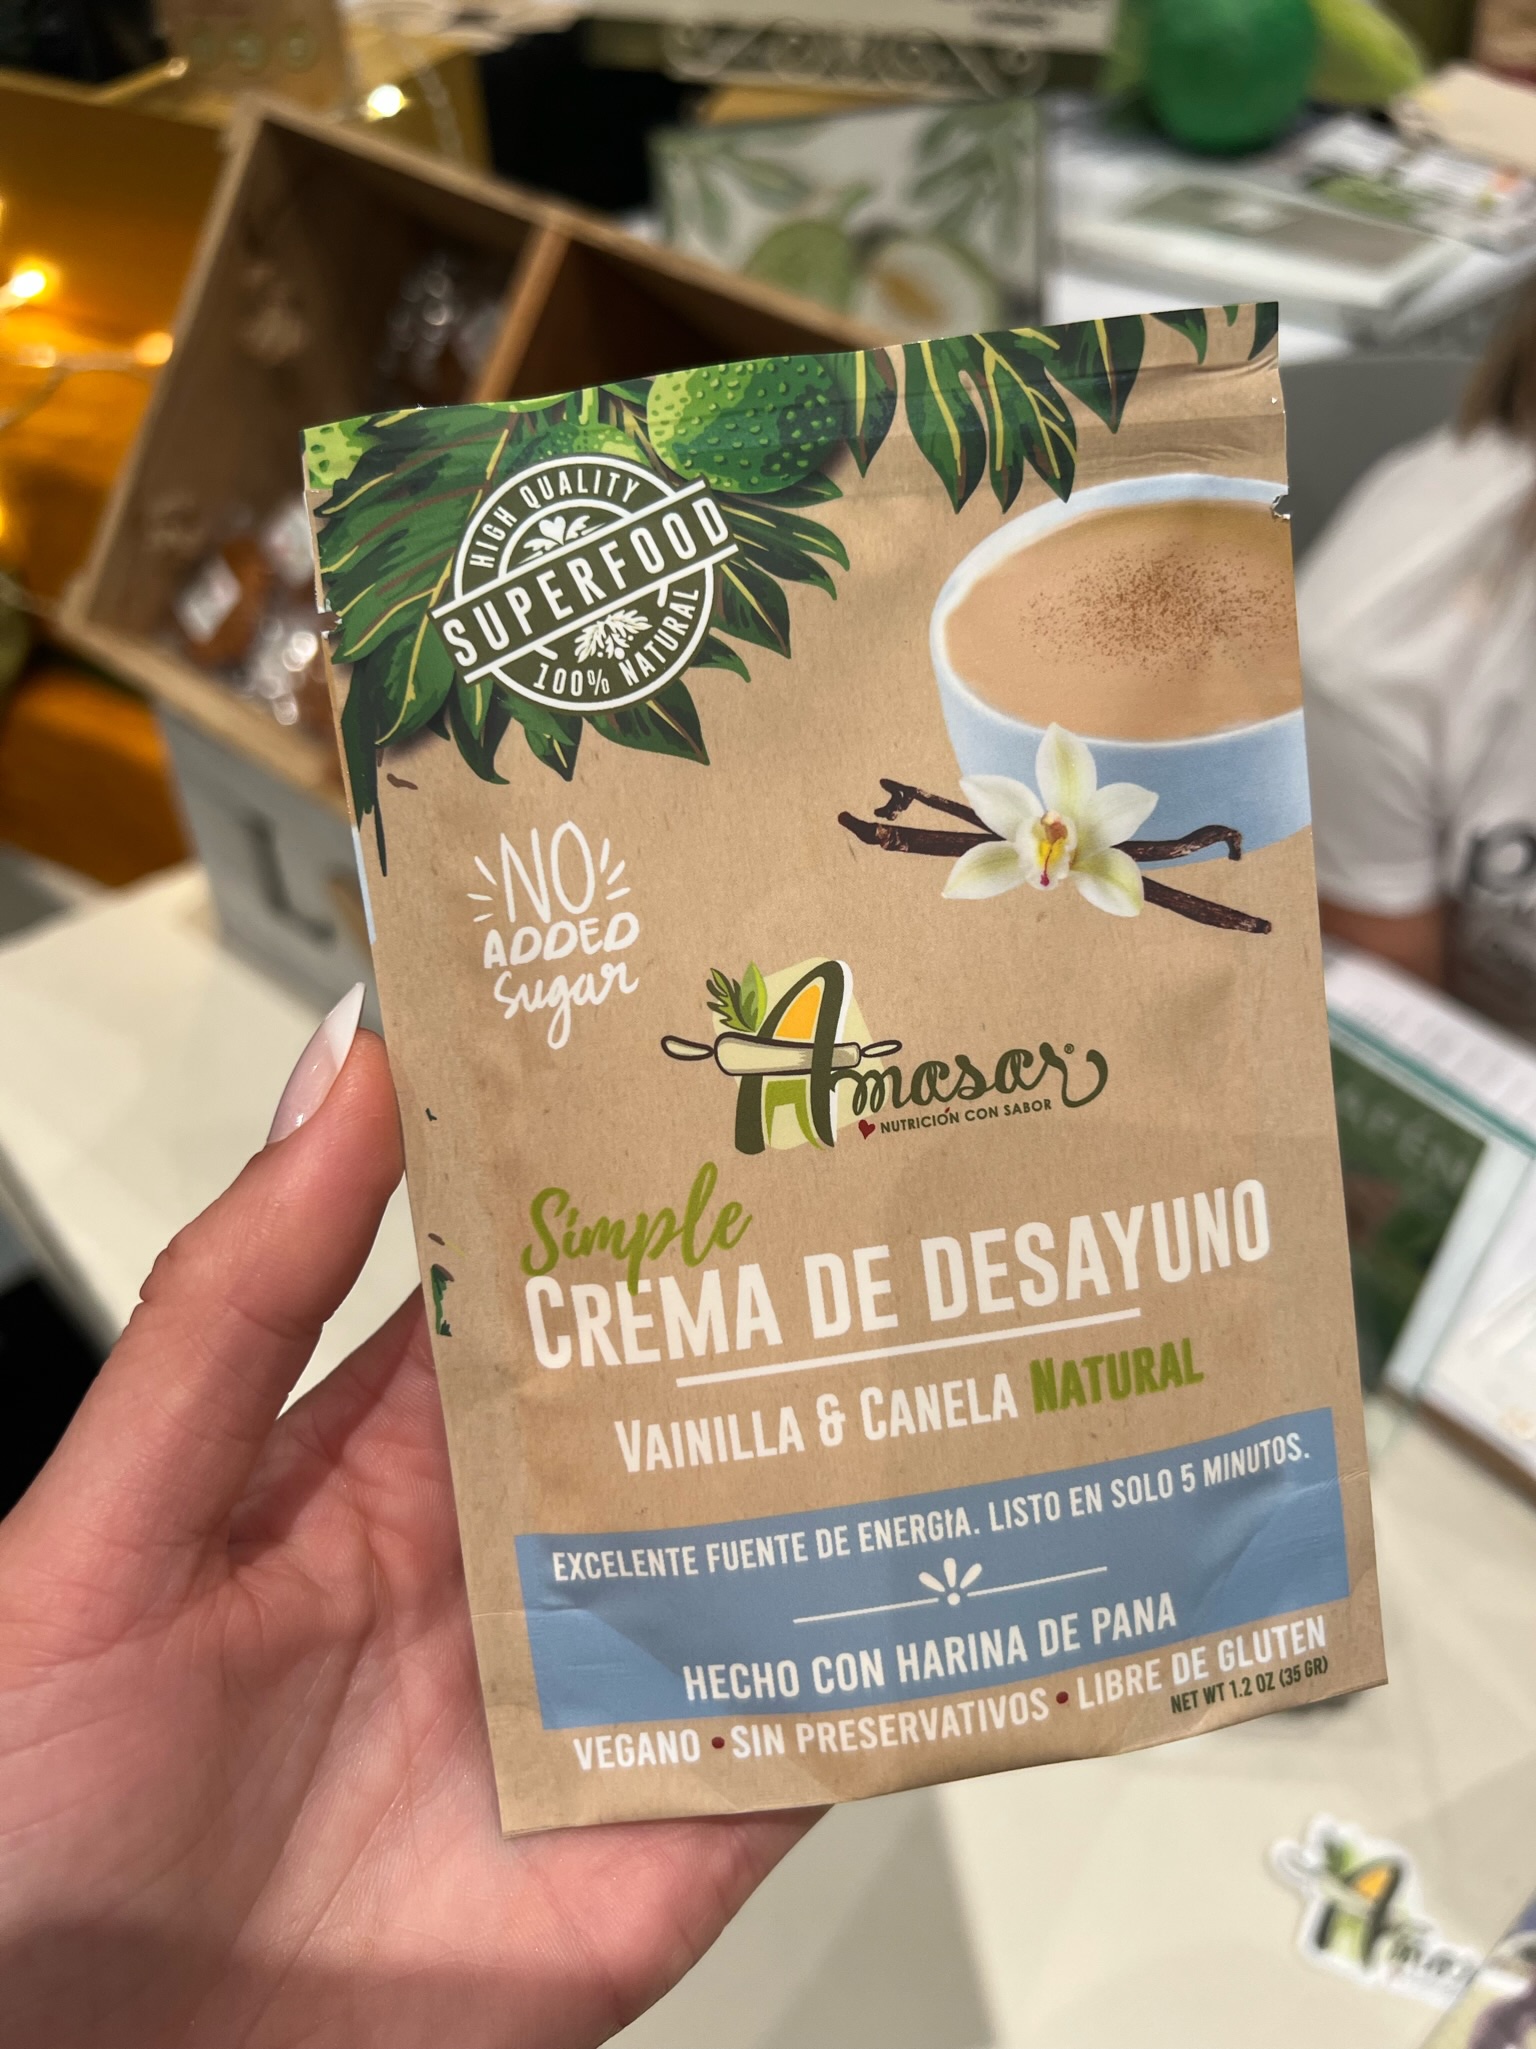 HIGH QUALITY
SUPERFOOD
100% NATURAL
NO
ADDED
Sugar
Amasar®
NUTRICIÓN CON SABOR
Simple
CREMA DE DESAYUNO
VAINILLA & CANELA NATURAL
EXCELENTE FUENTE DE ENERGÍA. LISTO EN SOLO 5 MINUTOS.
HECHO CON HARINA DE PANA
VEGANO • SIN PRESERVATIVOS • LIBRE DE GLUTEN
NET WT 1.2 OZ (35 GR)